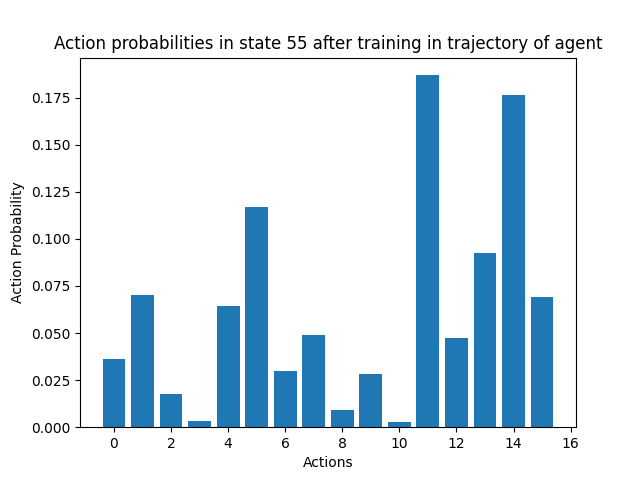 Action probabilities in state 55 after training in trajectory of agent
Action Probability
0.175
0.150
0.125
0.100
0.075
0.050
0.025
0.000
0 2 4 6 8 10 12 14 16
Actions